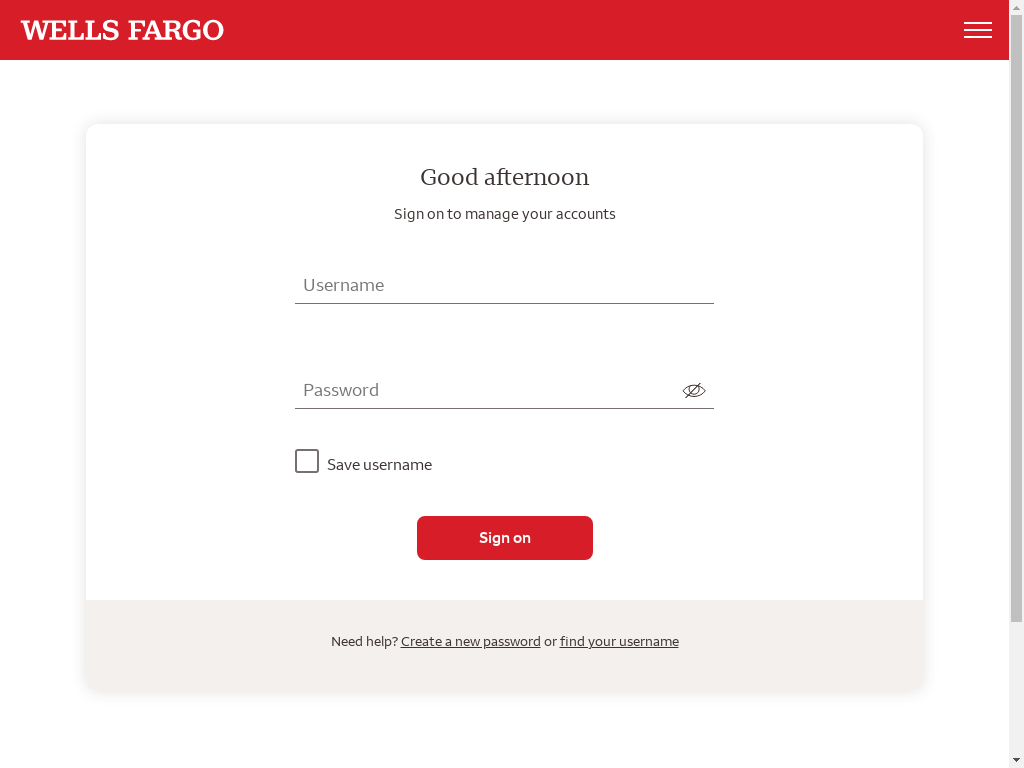 WELLS FARGO
Good afternoon
Sign on to manage your accounts
Username
Password
Save username
Sign on
Need help? Create a new password or find your username